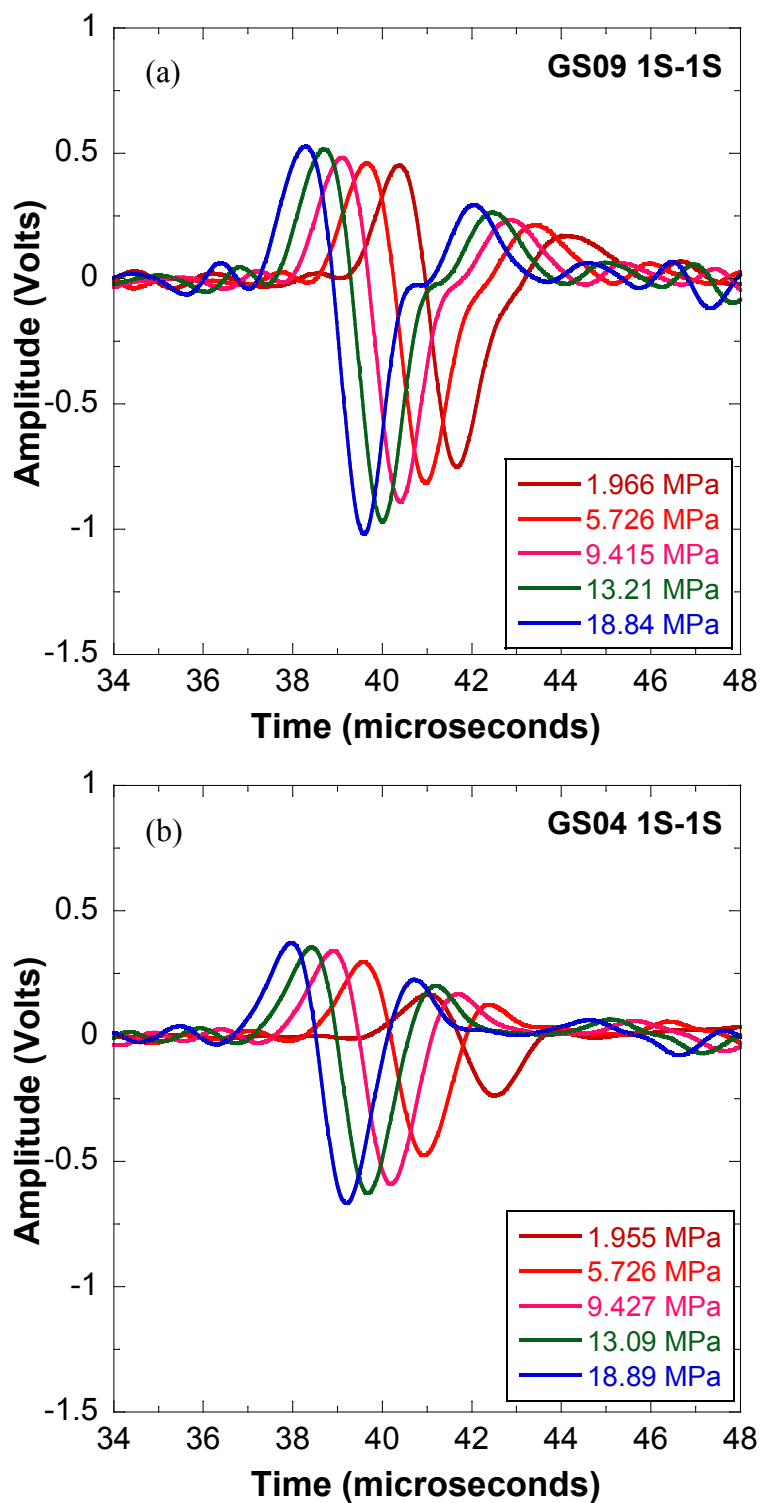 (a)
GS09 1S-1S
1
0.5
0
-0.5
-1
-1.5
Amplitude (Volts)
1.966 MPa
5.726 MPa
9.415 MPa
13.21 MPa
18.84 MPa
34 36 38 40 42 44 46 48
Time (microseconds)
(b)
GS04 1S-1S
1
0.5
0
-0.5
-1
-1.5
Amplitude (Volts)
1.955 MPa
5.726 MPa
9.427 MPa
13.09 MPa
18.89 MPa
34 36 38 40 42 44 46 48
Time (microseconds)